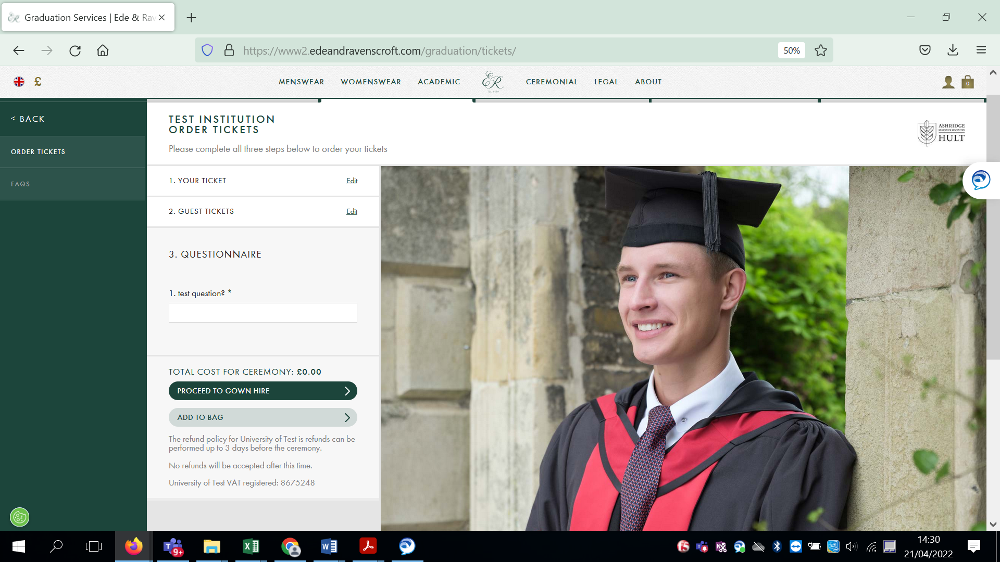 Graduation Services | Ede & Rav
https://www2.edeandravenscroft.com/graduation/tickets/
50%
£
MENSWEAR
WOMENSWEAR
ACADEMIC
ER
CEREMONIAL
LEGAL
ABOUT
0
< BACK
ORDER TICKETS
FAQS
TEST INSTITUTION
ORDER TICKETS
Please complete all three steps below to order your tickets
ASHRIDGE
EXECUTIVE EDUCATION
HULT
1. YOUR TICKET
Edit
2. GUEST TICKETS
Edit
3. QUESTIONNAIRE
1. test question? *
TOTAL COST FOR CEREMONY: £0.00
PROCEED TO GOWN HIRE
ADD TO BAG
The refund policy for University of Test is refunds can be
performed up to 3 days before the ceremony.
No refunds will be accepted after this time.
University of Test VAT registered: 8675248
9+
14:30
21/04/2022